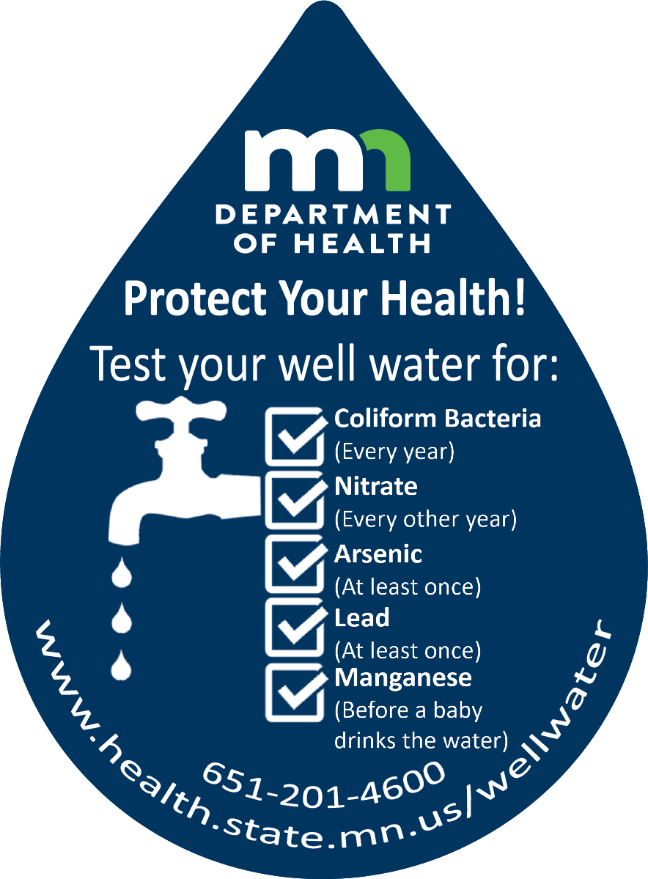 mn
DEPARTMENT
OF HEALTH
Protect Your Health!
Test your well water for:
Coliform Bacteria
(Every year)
Nitrate
(Every other year)
Arsenic
(At least once)
Lead
(At least once)
Manganese
(Before a baby
drinks the water)
651-201-4600
www.health.state.mn.us/wellwater